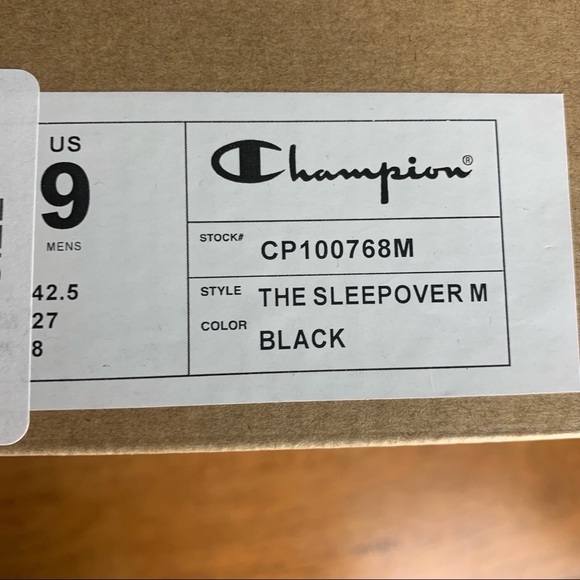 US
9
MENS
42.5
27
8
Champion®
STOCK# CP100768M
STYLE THE SLEEPOVER M
COLOR BLACK